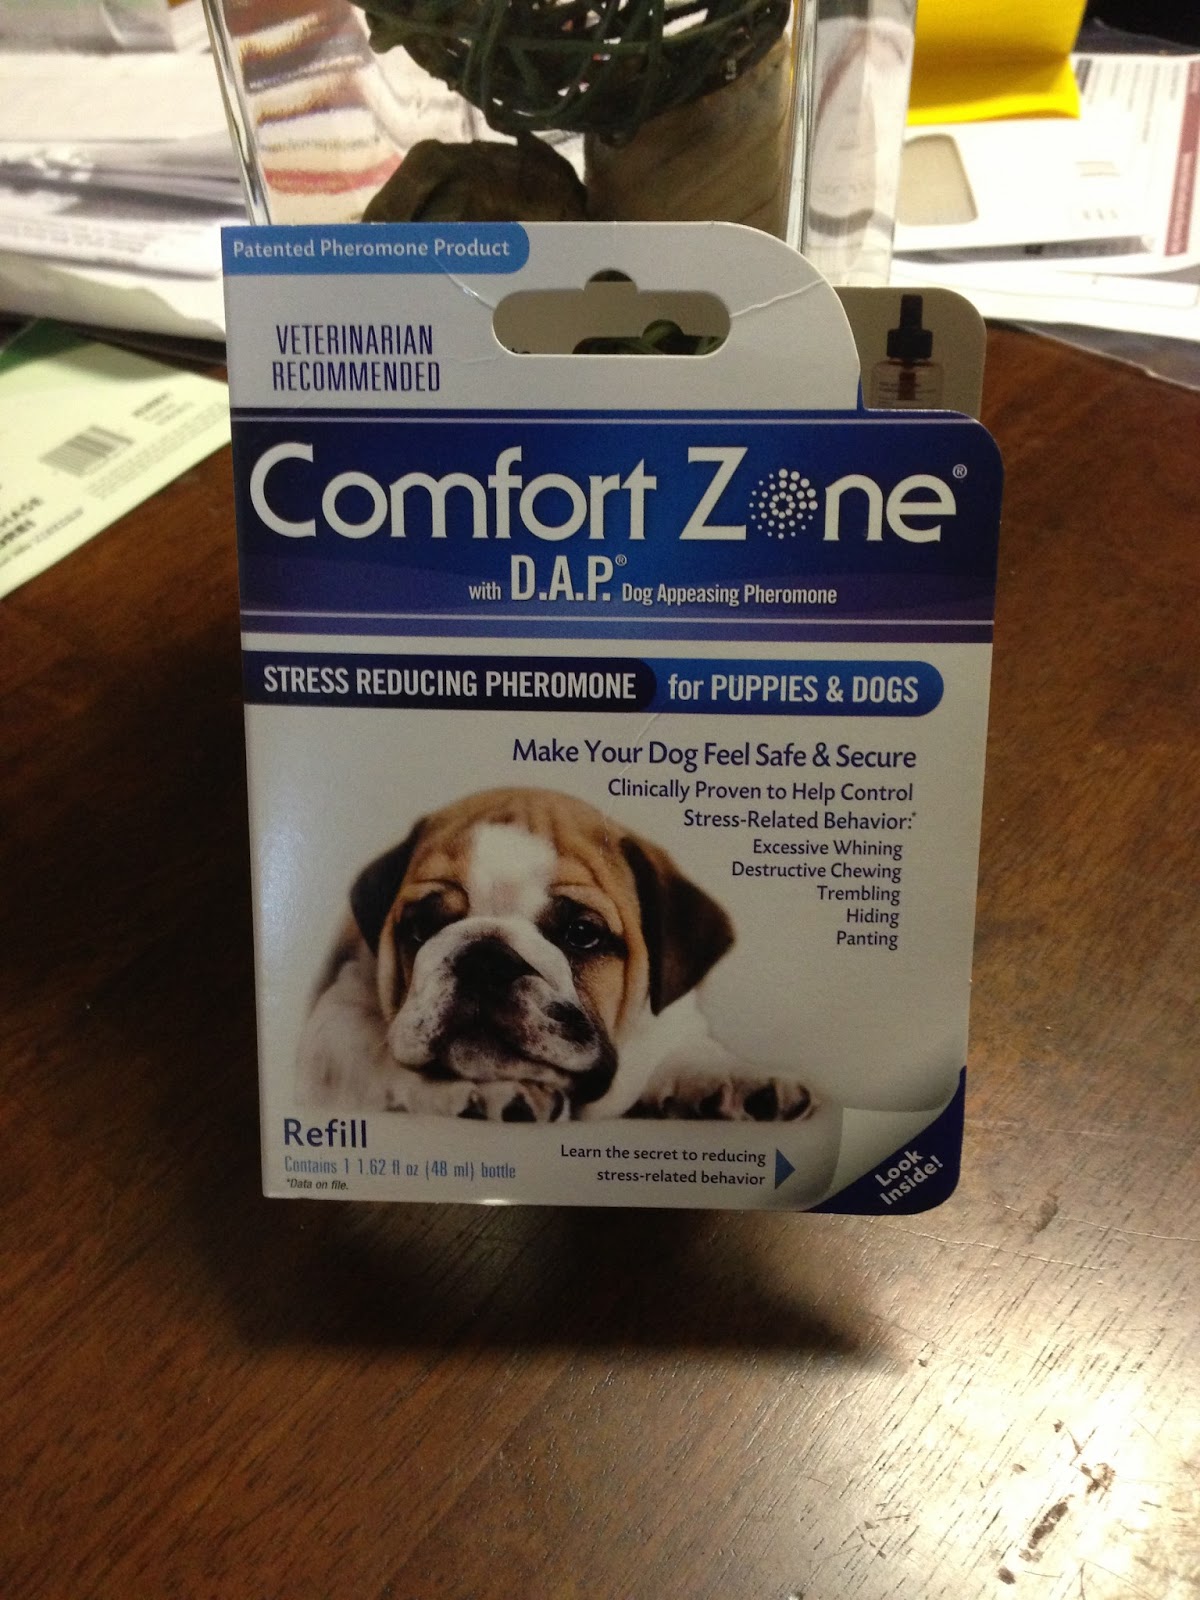 Patented Pheromone Product
VETERINARIAN
RECOMMENDED
Comfort Zone®
with D.A.P.® Dog Appeasing Pheromone
STRESS REDUCING PHEROMONE for PUPPIES & DOGS
Make Your Dog Feel Safe & Secure
Clinically Proven to Help Control
Stress-Related Behavior:*
Excessive Whining
Destructive Chewing
Trembling
Hiding
Panting
Refill
Contains 1 1.62 fl oz (48 ml) bottle
*Data on file.
Learn the secret to reducing
stress-related behavior
Look
Inside!